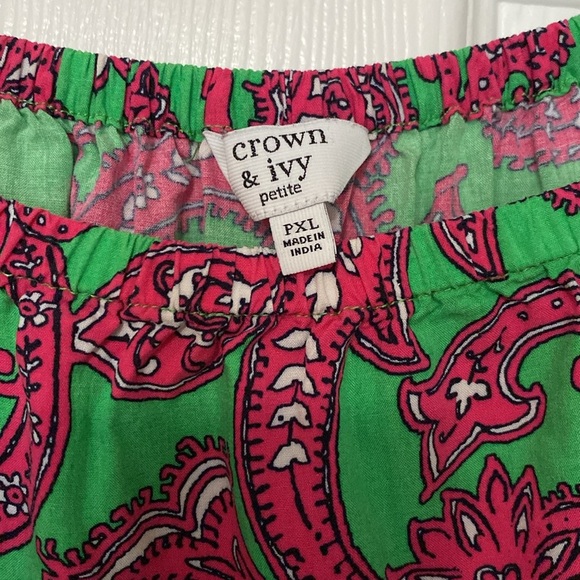 crown
& ivy
petite
PXL
MADE IN
INDIA